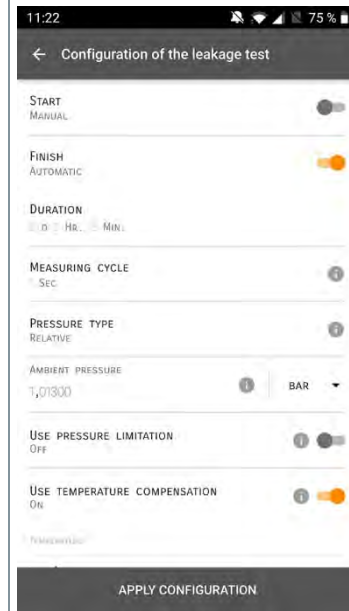 11:22 75 %
Configuration of the leakage test
START
MANUAL
FINISH
AUTOMATIC
DURATION
D HR. MIN.
MEASURING CYCLE
SEC
PRESSURE TYPE
RELATIVE
AMBIENT PRESSURE
1,01300 BAR
USE PRESSURE LIMITATION
OFF
USE TEMPERATURE COMPENSATION
ON
APPLY CONFIGURATION